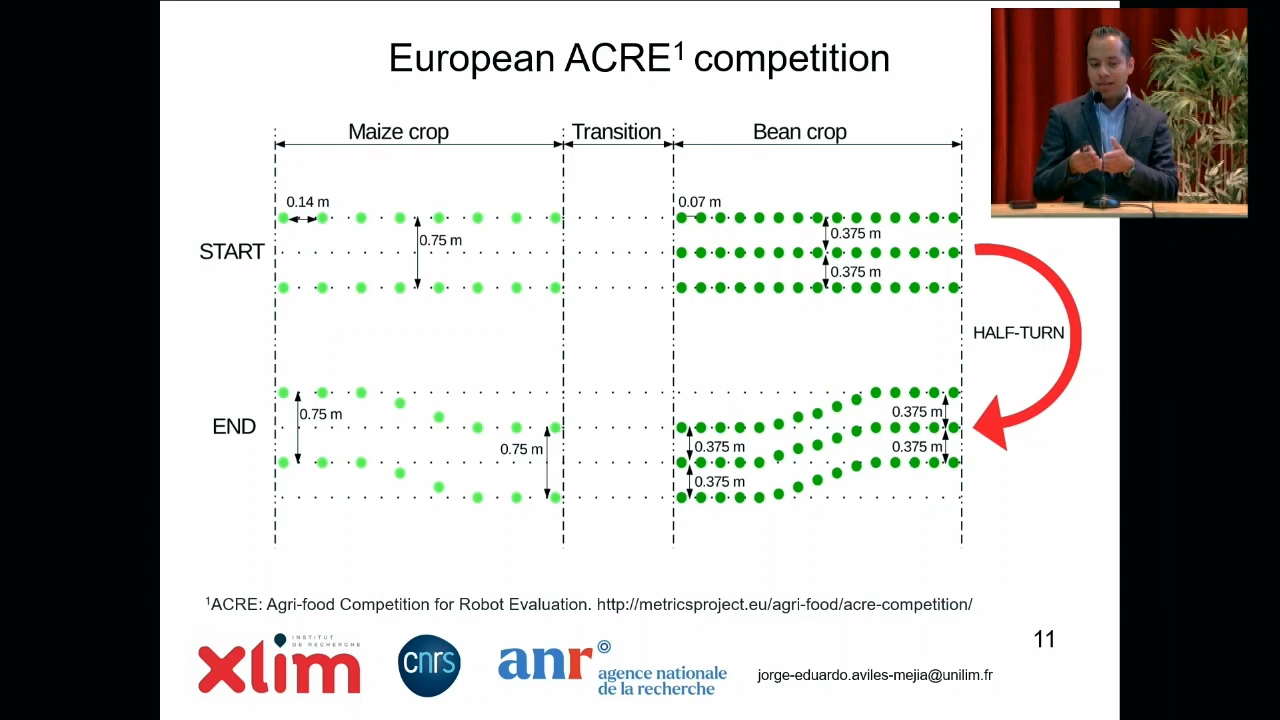 European ACRE¹ competition
Maize crop
Transition
Bean crop
0.14 m
0.07 m
START
0.75 m
0.375 m
0.375 m
HALF-TURN
END
0.75 m
0.75 m
0.375 m
0.375 m
0.375 m
0.375 m
¹ACRE: Agri-food Competition for Robot Evaluation. http://metricsproject.eu/agri-food/acre-competition/
INSTITUT
DE RECHERCHE
xlim
cnrs
anr
agence nationale
de la recherche
jorge-eduardo.aviles-mejia@unilim.fr
11